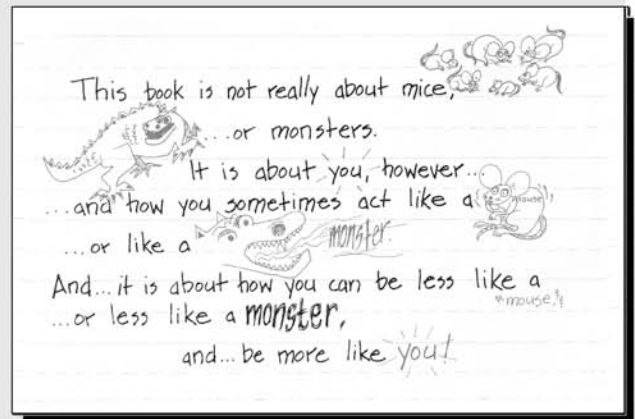 This book is not really about mice,
...or monsters.
It is about you, however...
...and how you sometimes act like a mouse,
...or like a monster.
And...it is about how you can be less like a mouse,
...or less like a monster,
and...be more like you!